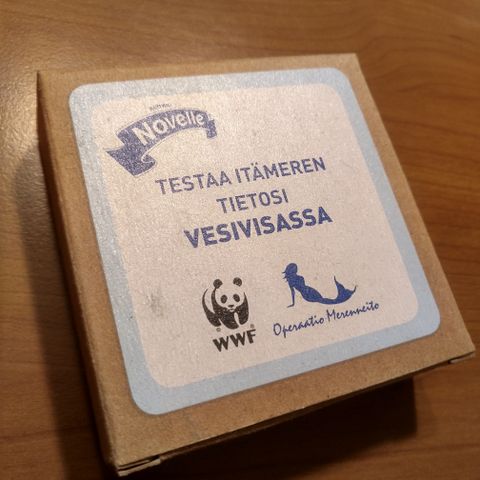 Novelle
TESTAA ITÄMEREN
TIETOSI
VESIVISASSA
WWF
Operaatio Merenneito